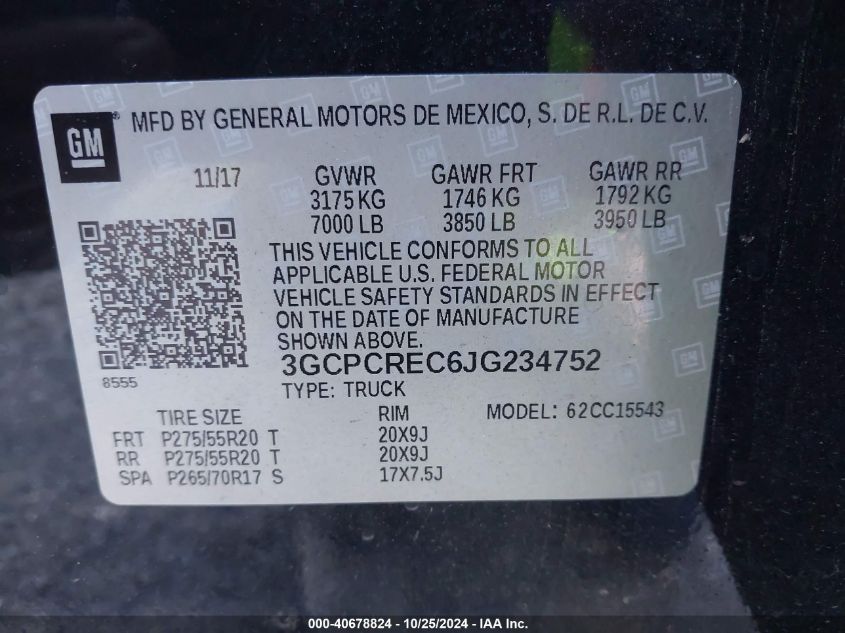 GM® MFD BY GENERAL MOTORS DE MEXICO, S. DE R.L. DE C.V.
11/17 GVWR GAWR FRT GAWR RR
3175 KG 1746 KG 1792 KG
7000 LB 3850 LB 3950 LB
THIS VEHICLE CONFORMS TO ALL
APPLICABLE U.S. FEDERAL MOTOR
VEHICLE SAFETY STANDARDS IN EFFECT
ON THE DATE OF MANUFACTURE
SHOWN ABOVE.
3GCPCREC6JG234752
8555 TYPE: TRUCK
TIRE SIZE RIM MODEL: 62CC15543
FRT P275/55R20 T 20X9J
RR P275/55R20 T 20X9J
SPA P265/70R17 S 17X7.5J
000-40678824 - 10/25/2024 - IAA Inc.